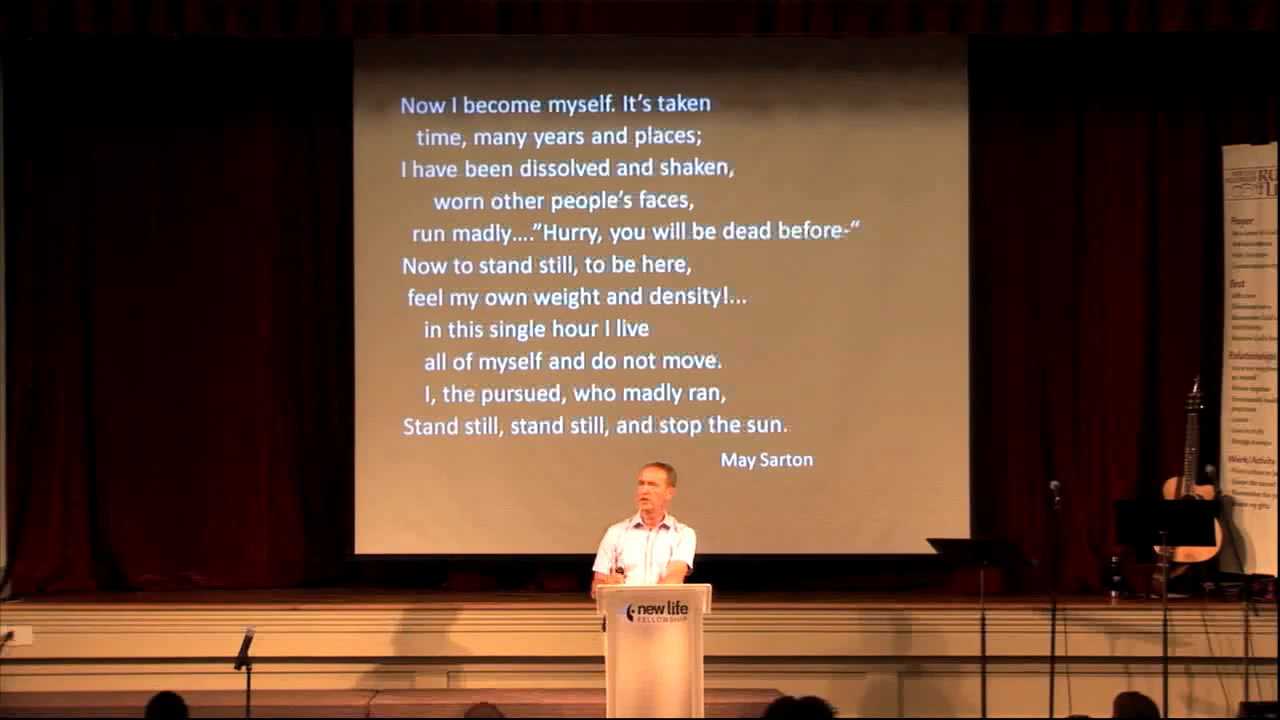 Now I become myself. It's taken
time, many years and places;
I have been dissolved and shaken,
worn other people's faces,
run madly...."Hurry, you will be dead before-"
Now to stand still, to be here,
feel my own weight and density!...
in this single hour I live
all of myself and do not move.
I, the pursued, who madly ran,
Stand still, stand still, and stop the sun.
May Sarton
new life
FELLOWSHIP
Prayer
Rest
Relationships
Work/Activity